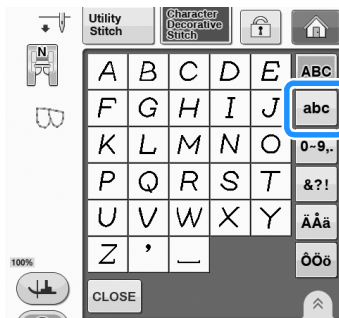 Utility Stitch
Character Decorative Stitch
N
A B C D E ABC
F G H I J abc
K L M N O 0~9,.
P Q R S T &?!
U V W X Y ÄÅä
Z ’ _ ÔÖö
100%
CLOSE